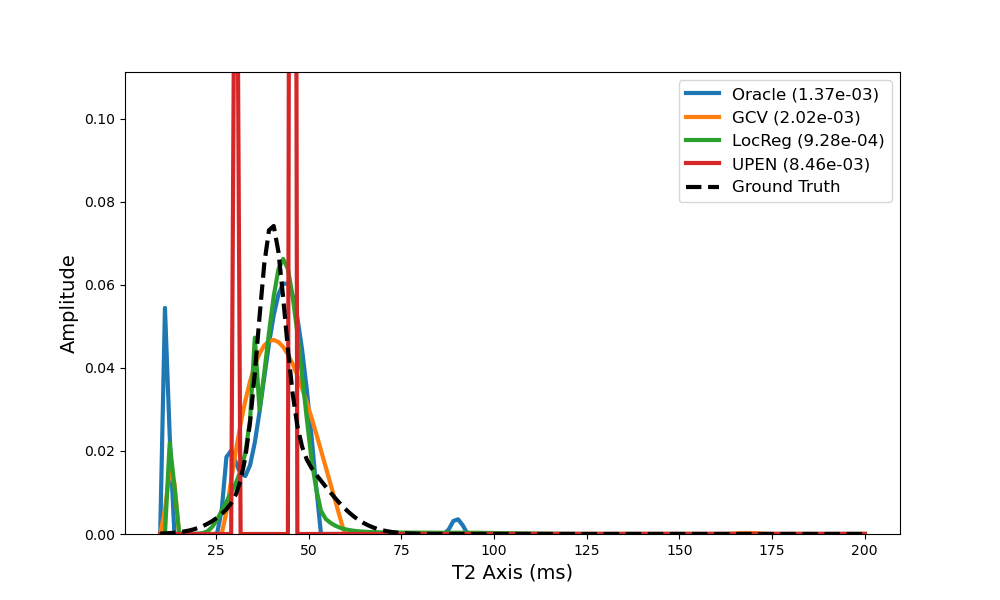 Oracle (1.37e-03)
GCV (2.02e-03)
LocReg (9.28e-04)
UPEN (8.46e-03)
Ground Truth
Amplitude
0.10
0.08
0.06
0.04
0.02
0.00
25 50 75 100 125 150 175 200
T2 Axis (ms)